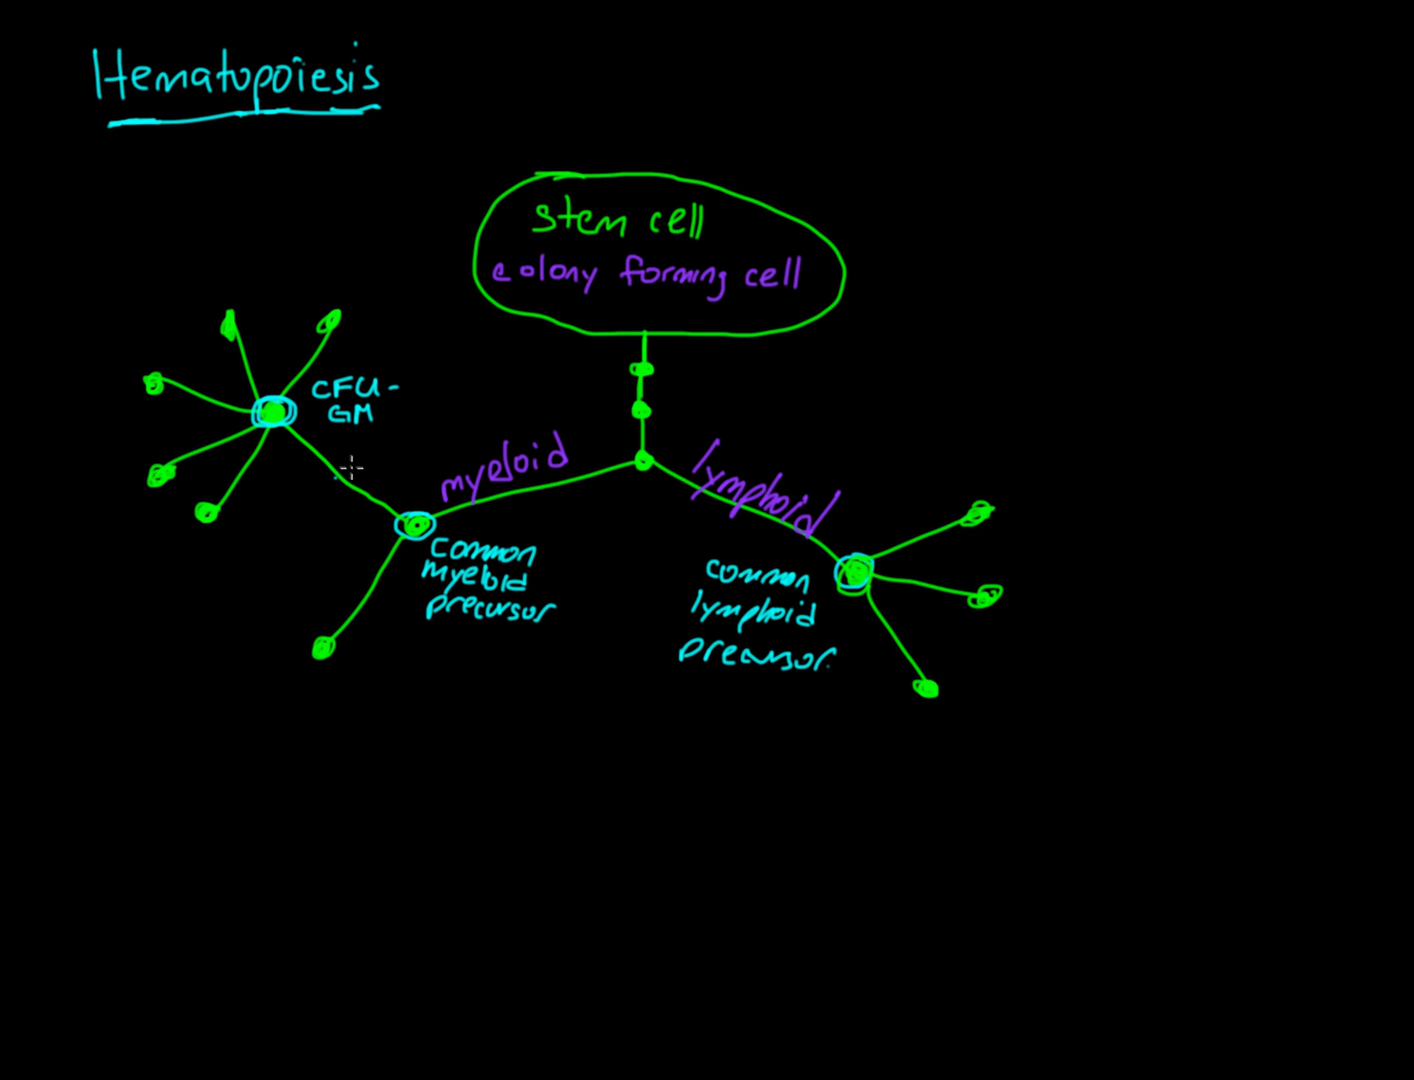 Hematopoiesis
stem cell
colony forming cell
CFU-
GM
myeloid
lymphoid
common
myeloid
precursor
common
lymphoid
precursor.